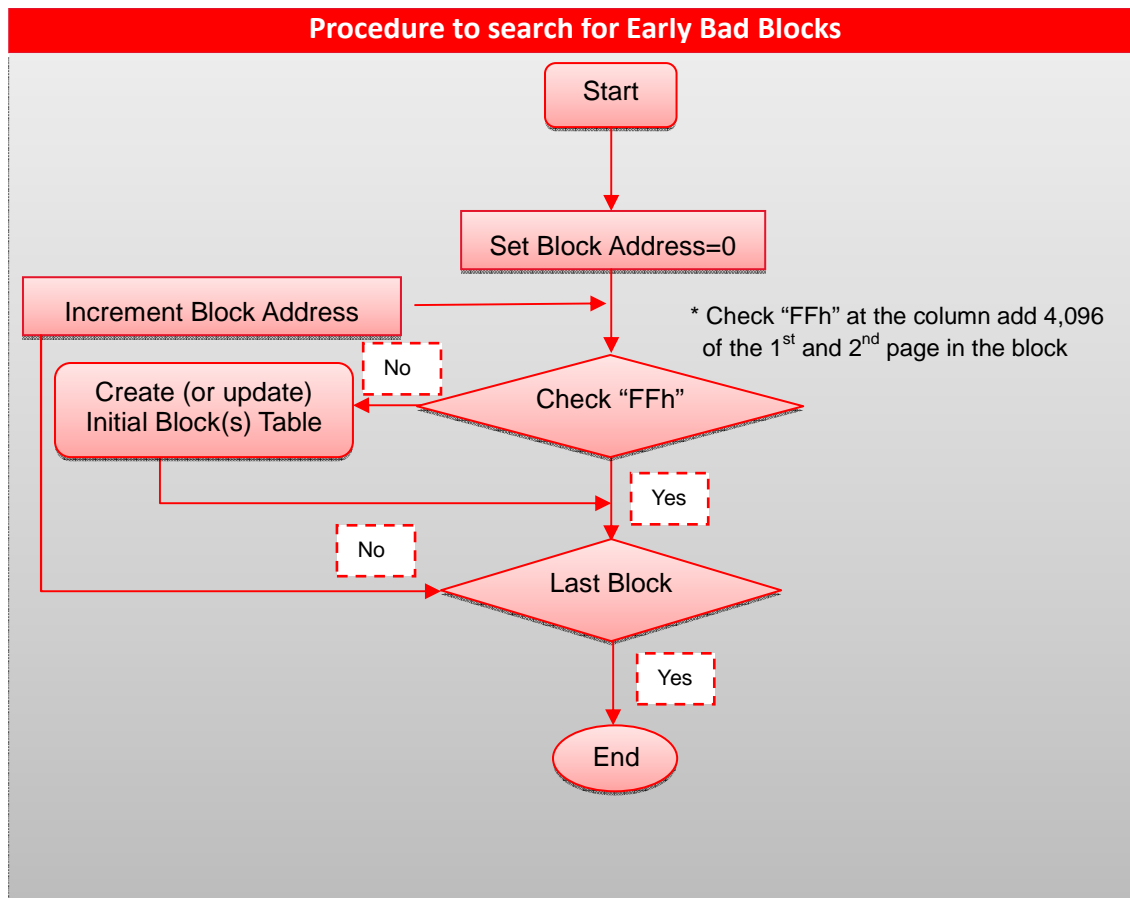 Procedure to search for Early Bad Blocks
Start
Set Block Address=0
Increment Block Address
* Check “FFh” at the column add 4,096
of the 1st and 2nd page in the block
No
Create (or update)
Initial Block(s) Table
Check “FFh”
Yes
No
Last Block
Yes
End